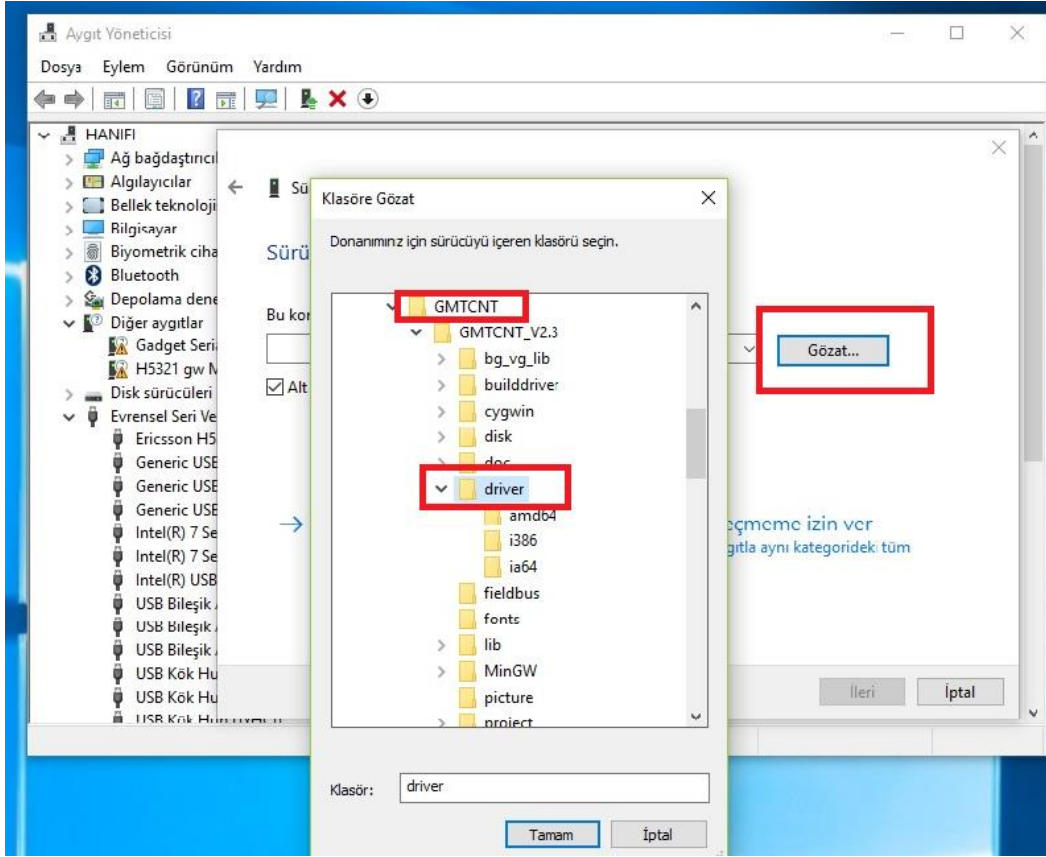 Aygıt Yöneticisi
Dosya Eylem Görünüm Yardım
HANIFI
Ağ bağdaştırıcıl
Algılayıcılar
Bellek teknoloji
Bilgisayar
Biyometrik ciha
Bluetooth
Depolama dene
Diğer aygıtlar
Gadget Seri
H5321 gw M
Disk sürücüleri
Evrensel Seri Ve
Ericsson H5
Generic USB
Generic USB
Generic USB
Intel(R) 7 Se
Intel(R) 7 Se
Intel(R) USB
USB Bileşik
USB Bileşik
USB Bileşik
USB Kök Hu
USB Kök Hu
Sü
Sürü
Bu kor
Alt
Gözat...
eçmeme izin ver
gıtla aynı kategorideki tüm
İleri İptal
Klasöre Gözat
Donanımınz için sürücüyü içeren klasörü seçin.
GMTCNT
GMTCNT_V2.3
bg_vg_lib
builddriver
cygwin
disk
doc
driver
amd64
i386
ia64
fieldbus
fonts
lib
MinGW
picture
project
Klasör: driver
Tamam İptal